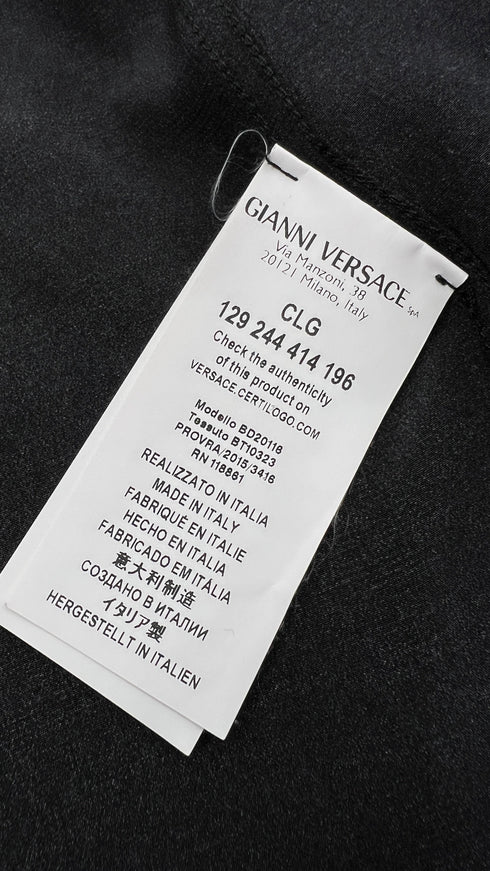 GIANNI VERSACE SpA
Via Manzoni, 38
20121 Milano, Italy
CLG
129 244 414 196
Check the authenticity
of this product on
VERSACE.CERTILOGO.COM
Modello BD20116
Tessuto BT10323
PROVRA/2015/3416
RN 118861
REALIZZATO IN ITALIA
MADE IN ITALY
FABRIQUÉ EN ITALIE
HECHO EN ITALIA
FABRICADO EM ITÁLIA
意大利制造
СОЗДАНО В ИТАЛИИ
イタリア製
HERGESTELLT IN ITALIEN